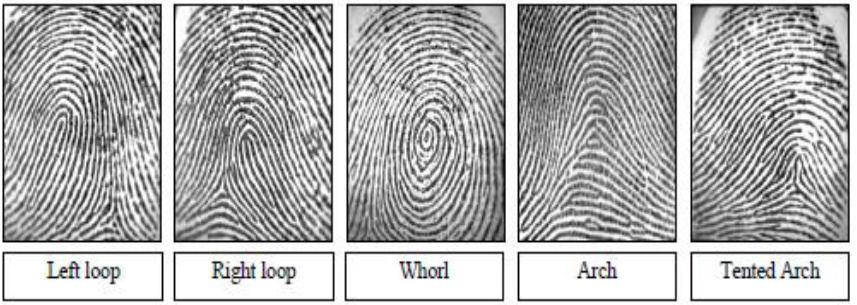 Left loop
Right loop
Whorl
Arch
Tented Arch